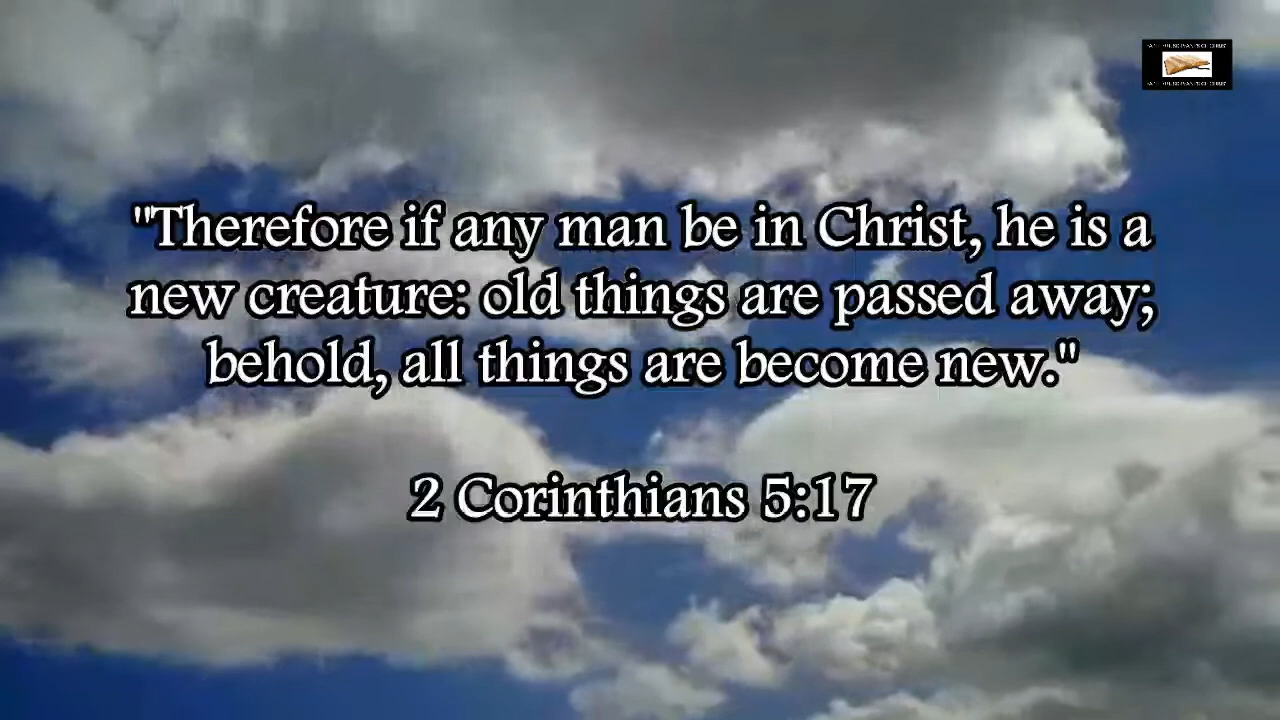 "Therefore if any man be in Christ, he is a
new creature: old things are passed away;
behold, all things are become new."
2 Corinthians 5:17